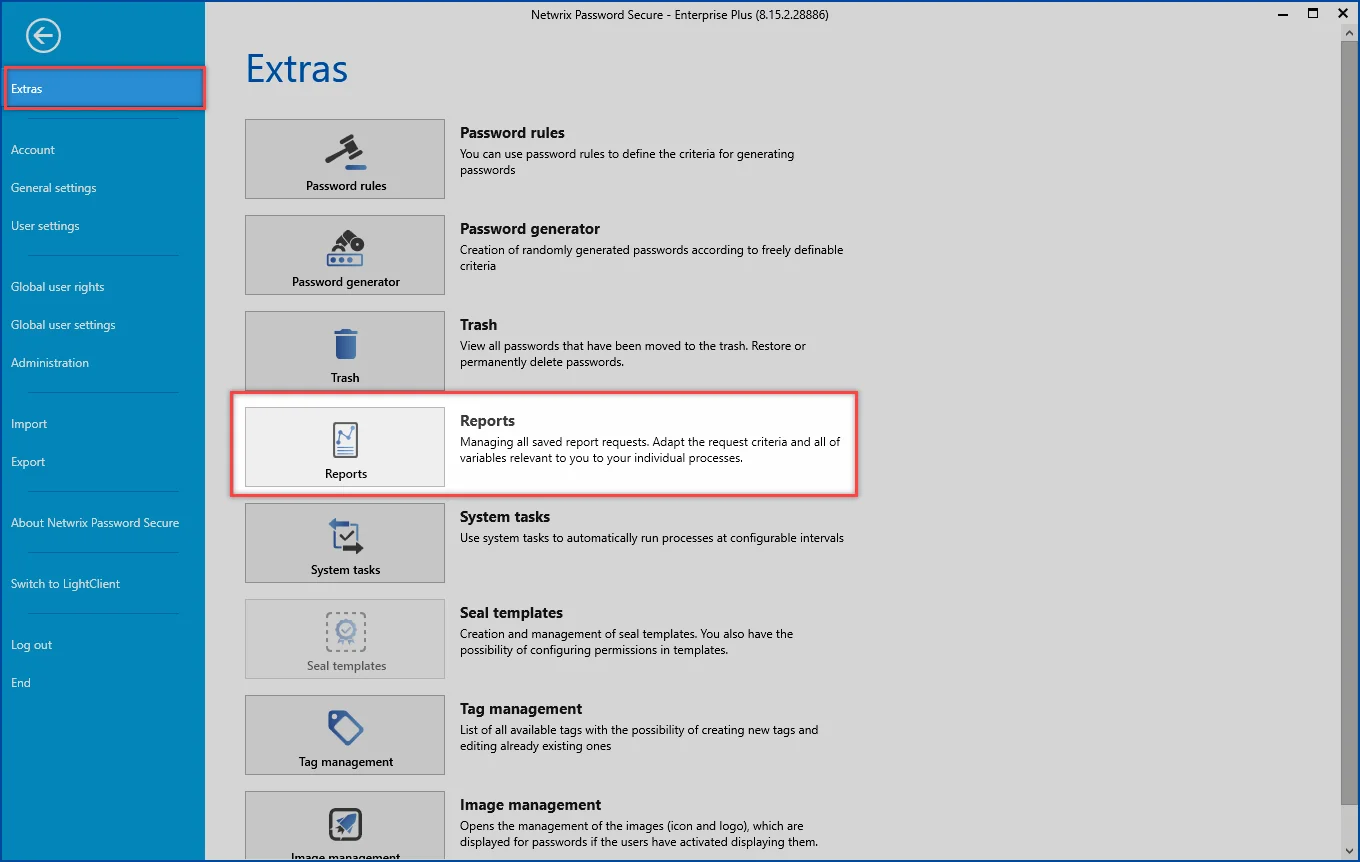 Netwrix Password Secure - Enterprise Plus (8.15.2.28886)
Extras
Account
General settings
User settings
Global user rights
Global user settings
Administration
Import
Export
About Netwrix Password Secure
Switch to LightClient
Log out
End
Extras
Password rules
Password rules
You can use password rules to define the criteria for generating
passwords
Password generator
Password generator
Creation of randomly generated passwords according to freely definable
criteria
Trash
Trash
View all passwords that have been moved to the trash. Restore or
permanently delete passwords.
Reports
Reports
Managing all saved report requests. Adapt the request criteria and all of
variables relevant to you to your individual processes.
System tasks
System tasks
Use system tasks to automatically run processes at configurable intervals
Seal templates
Seal templates
Creation and management of seal templates. You also have the
possibility of configuring permissions in templates.
Tag management
Tag management
List of all available tags with the possibility of creating new tags and
editing already existing ones
Image management
Image management
Opens the management of the images (icon and logo), which are
displayed for passwords if the users have activated displaying them.